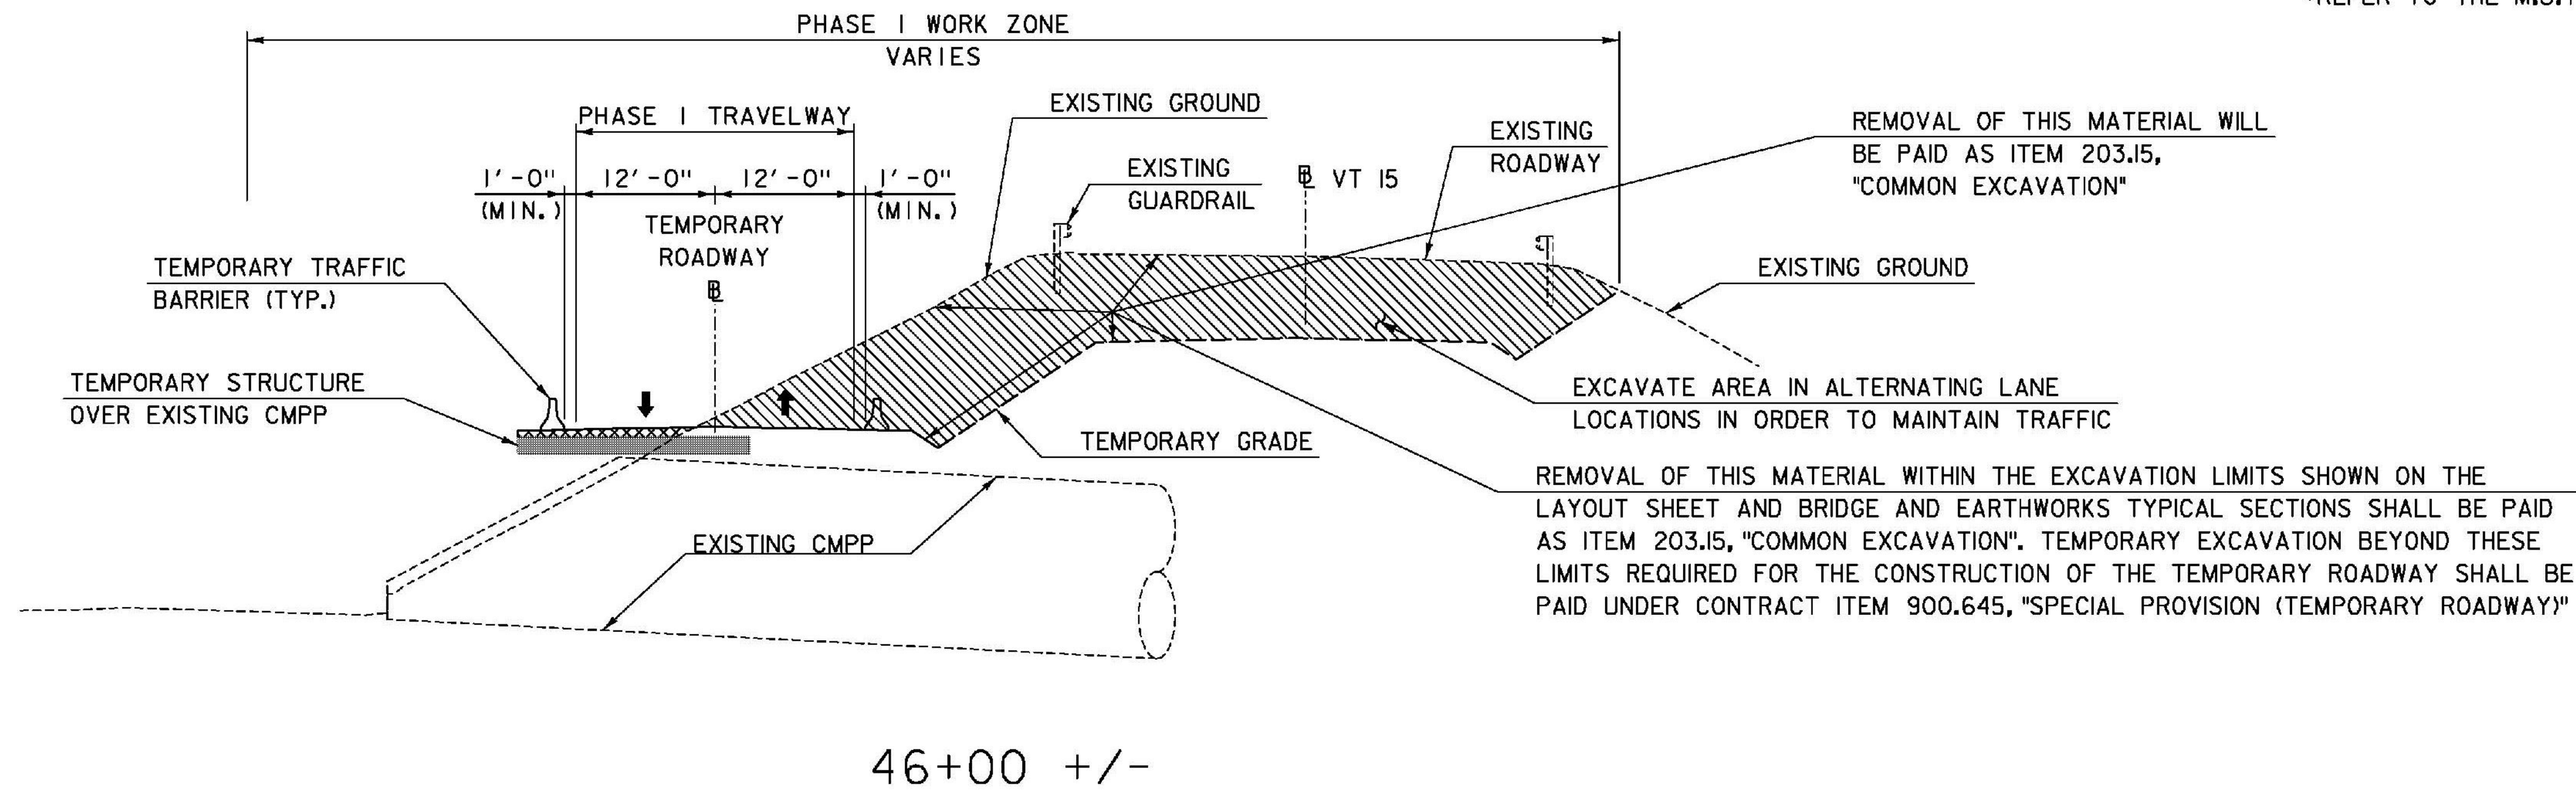 REFER TO THE M.S.
PHASE 1 WORK ZONE
VARIES
PHASE 1 TRAVELWAY
EXISTING GROUND
EXISTING
ROADWAY
REMOVAL OF THIS MATERIAL WILL
BE PAID AS ITEM 203.15,
"COMMON EXCAVATION"
1'-0"
(MIN.)
12'-0"
12'-0"
1'-0"
(MIN.)
EXISTING
GUARDRAIL
℄ VT 15
TEMPORARY
ROADWAY
℄
TEMPORARY TRAFFIC
BARRIER (TYP.)
EXISTING GROUND
TEMPORARY STRUCTURE
OVER EXISTING CMPP
EXCAVATE AREA IN ALTERNATING LANE
LOCATIONS IN ORDER TO MAINTAIN TRAFFIC
TEMPORARY GRADE
REMOVAL OF THIS MATERIAL WITHIN THE EXCAVATION LIMITS SHOWN ON THE
LAYOUT SHEET AND BRIDGE AND EARTHWORKS TYPICAL SECTIONS SHALL BE PAID
AS ITEM 203.15, "COMMON EXCAVATION". TEMPORARY EXCAVATION BEYOND THESE
LIMITS REQUIRED FOR THE CONSTRUCTION OF THE TEMPORARY ROADWAY SHALL BE
PAID UNDER CONTRACT ITEM 900.645, "SPECIAL PROVISION (TEMPORARY ROADWAY)"
EXISTING CMPP
46+00 +/-